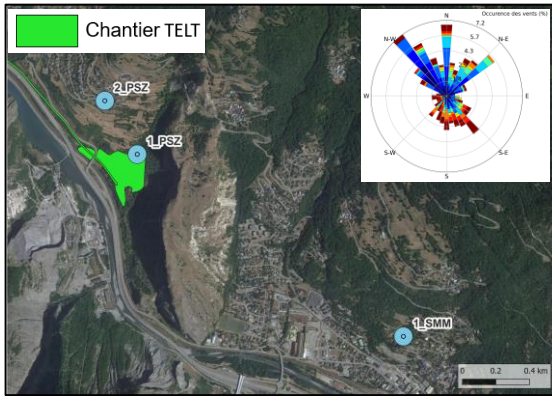 Chantier TELT
Occurence des vents (%)
N
7.2
5.7
4.3
N-W
N-E
W
E
S-W
S-E
S
2_PSZ
1_PSZ
1_SMM
0 0.2 0.4 km